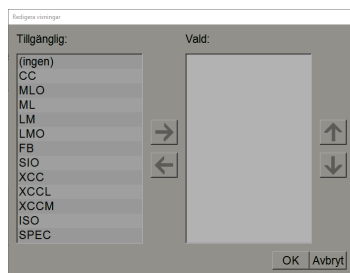 Redigera visningar
Tillgänglig:
Vald:
(ingen)
CC
MLO
ML
LM
LMO
FB
SIO
XCC
XCCL
XCCM
ISO
SPEC
OK
Avbryt